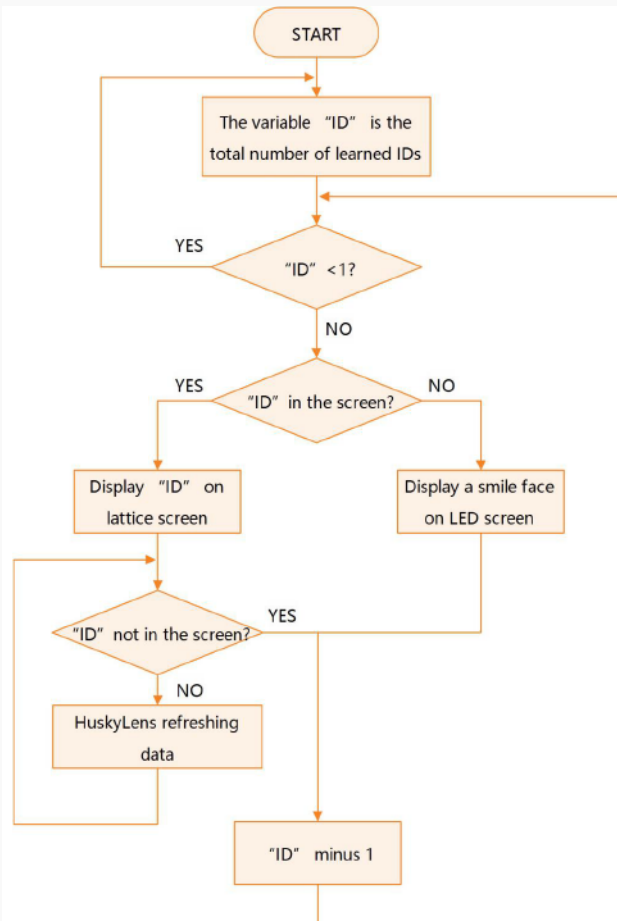 START
The variable “ID” is the
total number of learned IDs
YES
“ID” <1?
NO
YES
“ID” in the screen?
NO
Display “ID” on
lattice screen
Display a smile face
on LED screen
“ID” not in the screen?
YES
NO
HuskyLens refreshing
data
“ID” minus 1